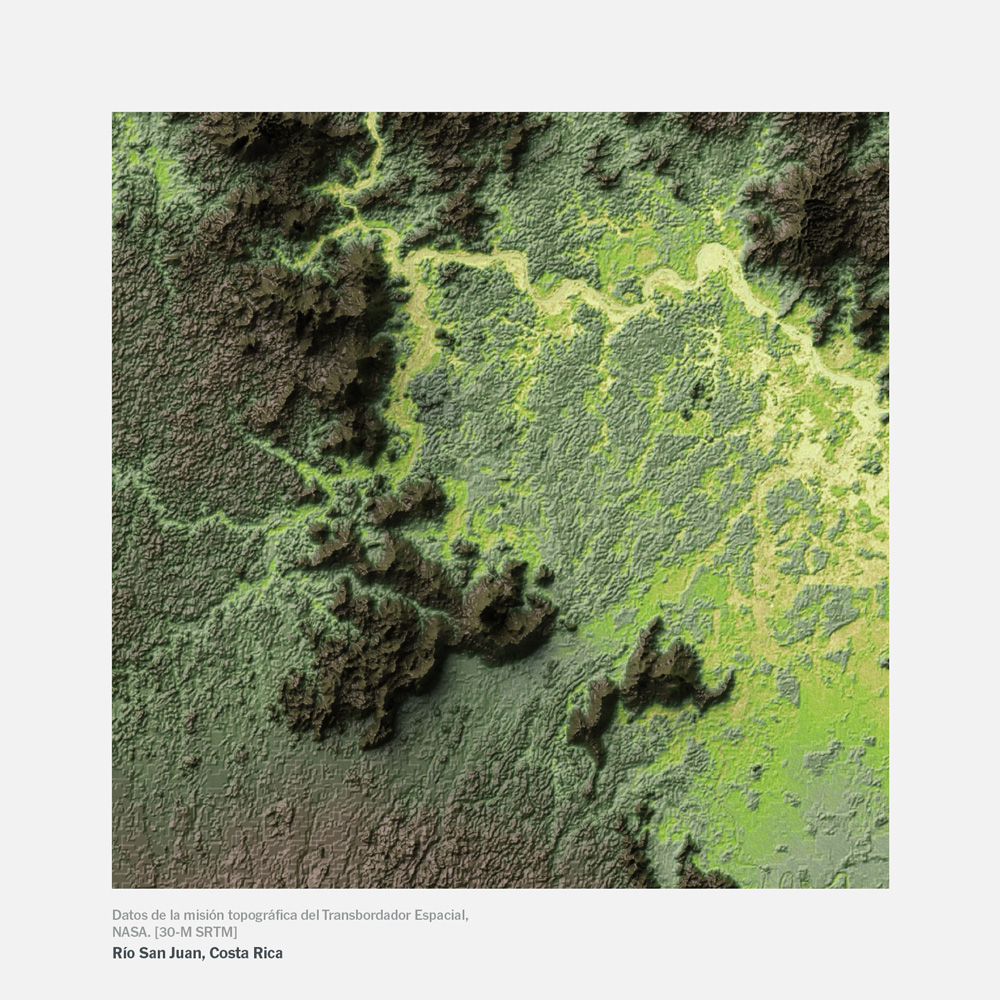 Datos de la misión topográfica del Transbordador Espacial,
NASA. [30-M SRTM]
Río San Juan, Costa Rica